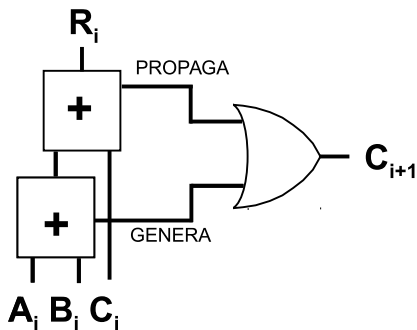 Rᵢ
PROPAGA
+
Cᵢ₊₁
+
GENERA
Aᵢ Bᵢ Cᵢ